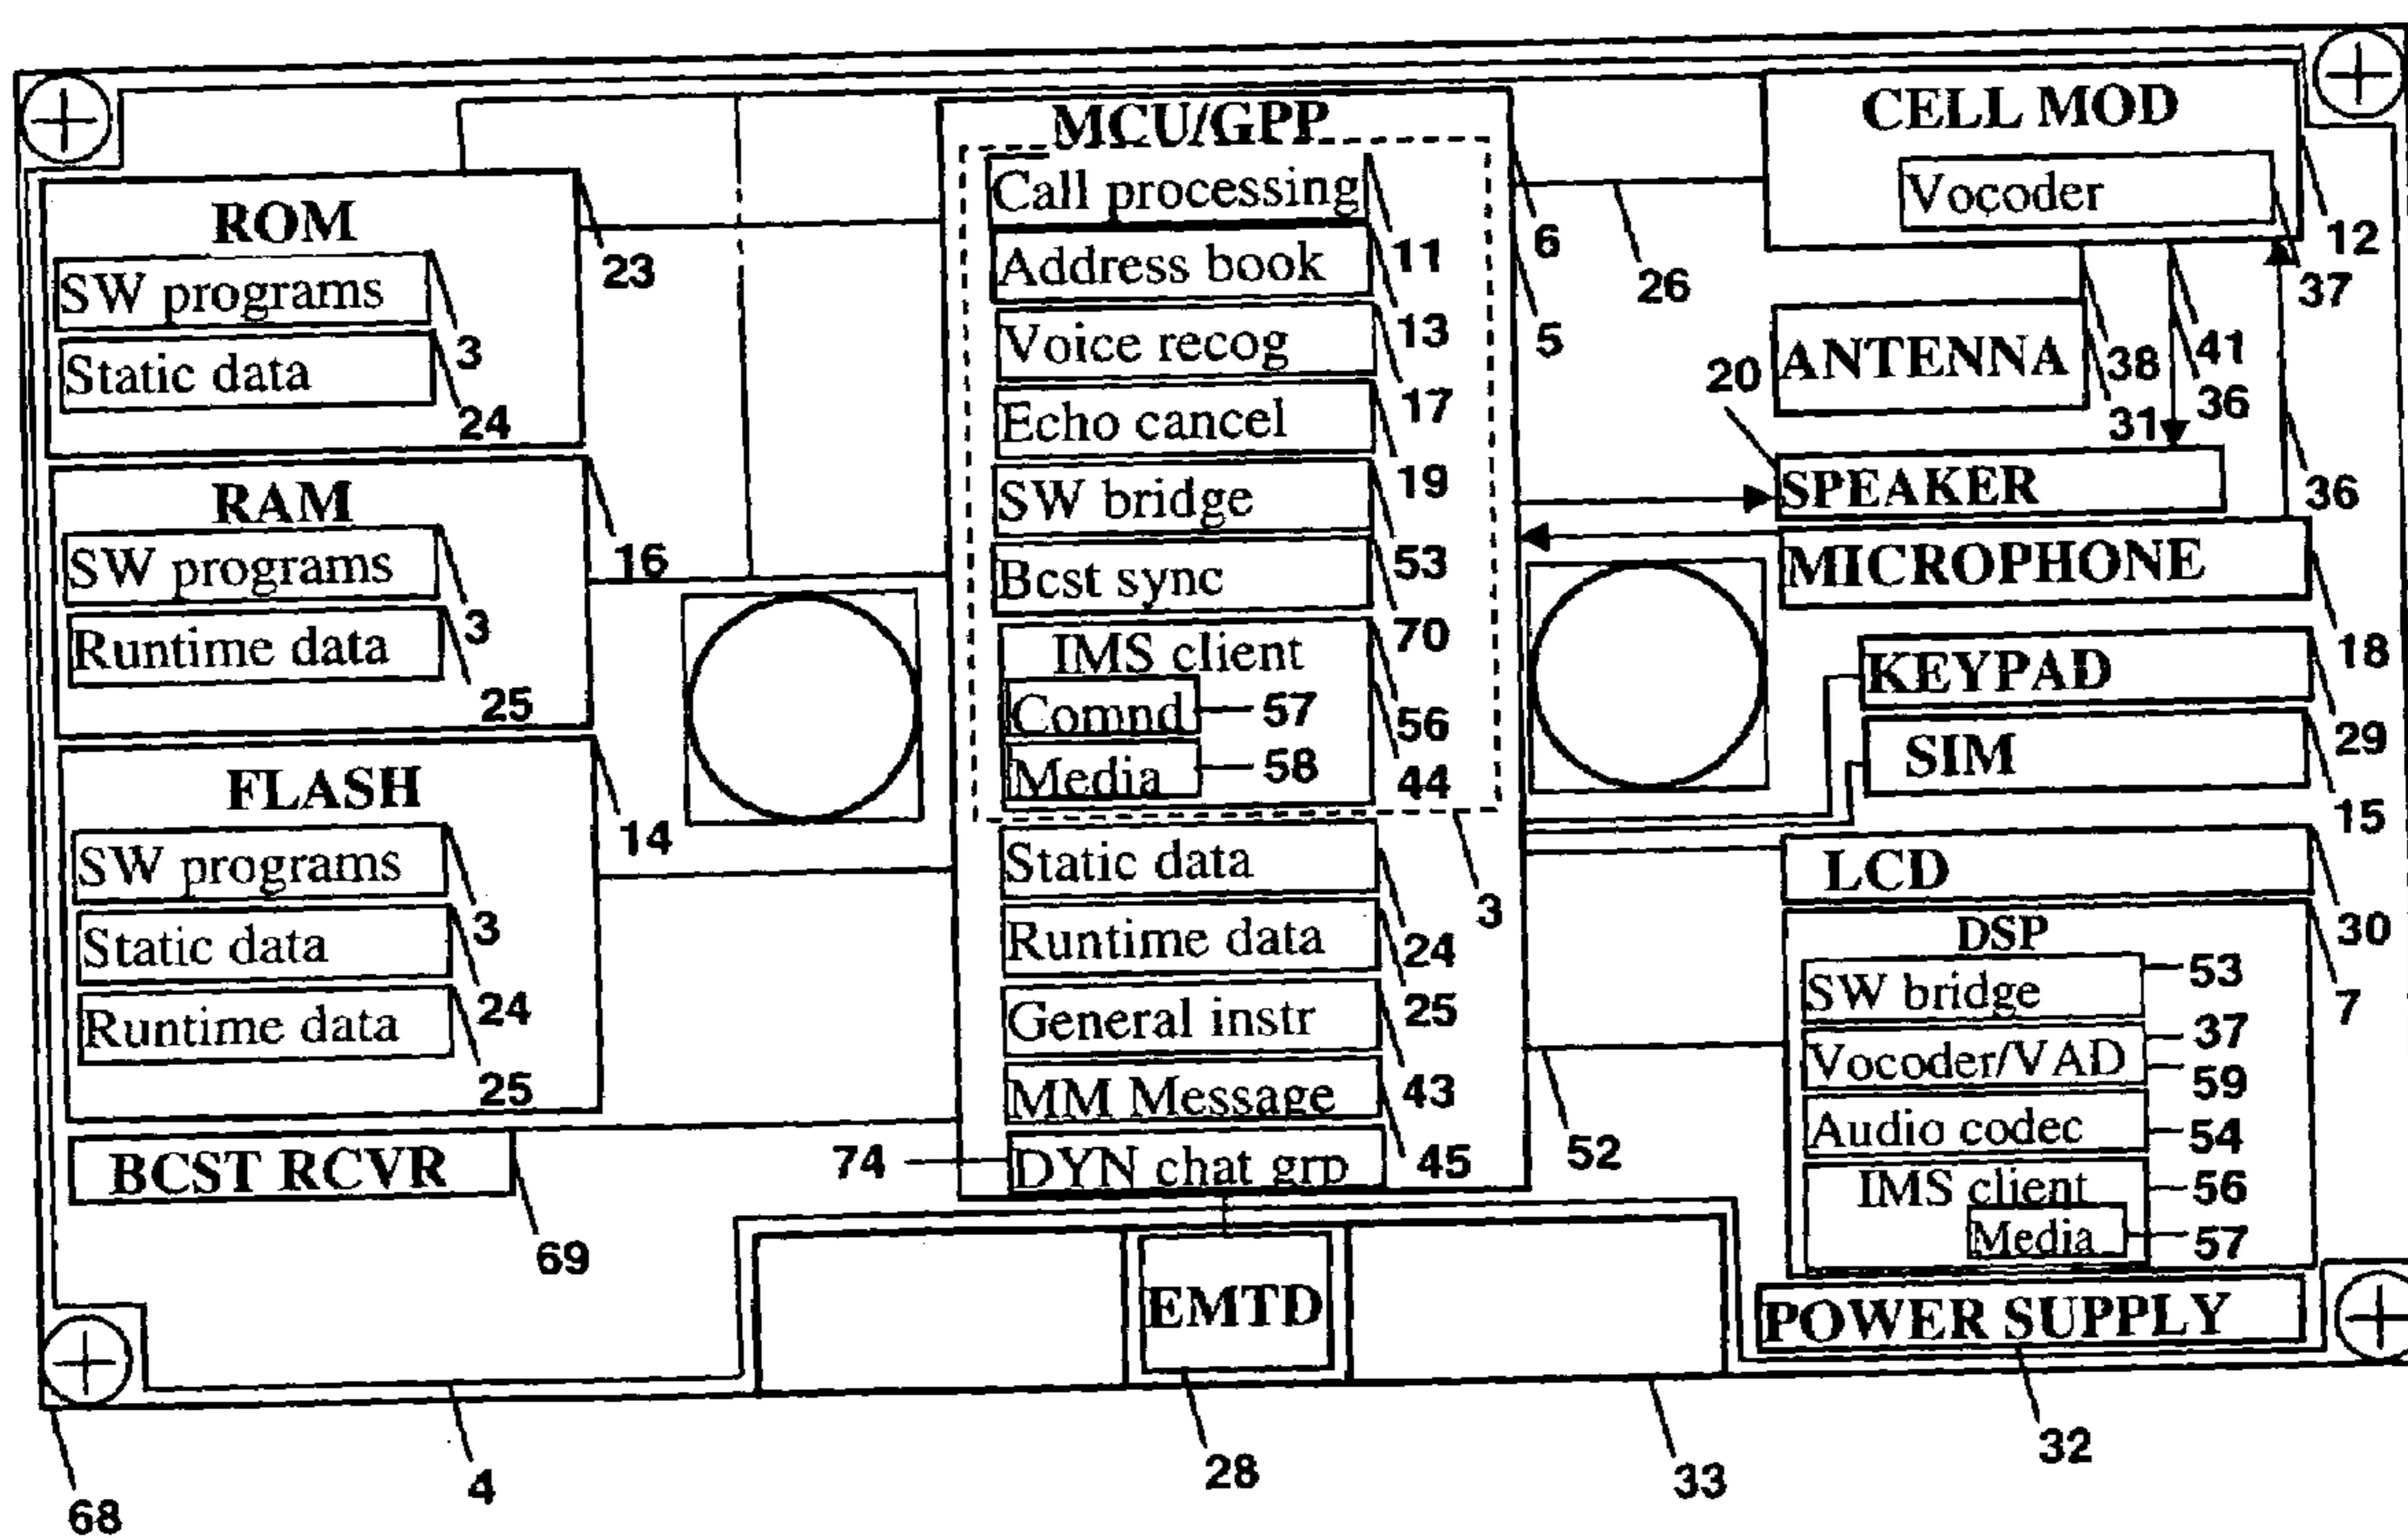 MCU/GPP
Call processing
11
Address book
13
Voice recog
17
Echo cancel
19
SW bridge
53
Bcst sync
70
IMS client
56
Comnd
57
Media
58
44
3
Static data
24
Runtime data
25
General instr
43
MM Message
45
74
DYN chat grp
6
5
26
52
ROM
23
SW programs
3
Static data
24
RAM
16
SW programs
3
Runtime data
25
FLASH
14
SW programs
3
Static data
24
Runtime data
25
BCST RCVR
69
CELL MOD
12
Vocoder
37
ANTENNA
38
31
41
36
36
20
SPEAKER
MICROPHONE
18
KEYPAD
29
SIM
15
LCD
30
DSP
7
SW bridge
53
Vocoder/VAD
37
59
Audio codec
54
IMS client
56
Media
57
POWER SUPPLY
32
EMTD
28
33
4
68